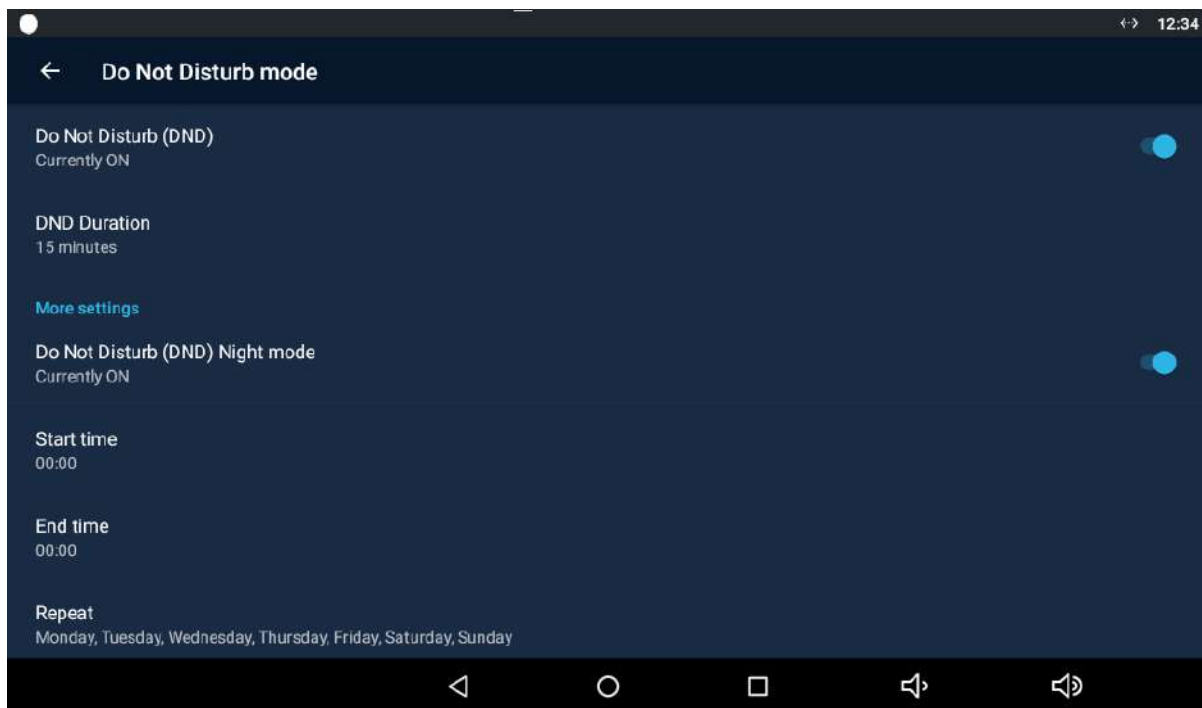 12:34
Do Not Disturb mode
Do Not Disturb (DND)
Currently ON
DND Duration
15 minutes
More settings
Do Not Disturb (DND) Night mode
Currently ON
Start time
00:00
End time
00:00
Repeat
Monday, Tuesday, Wednesday, Thursday, Friday, Saturday, Sunday